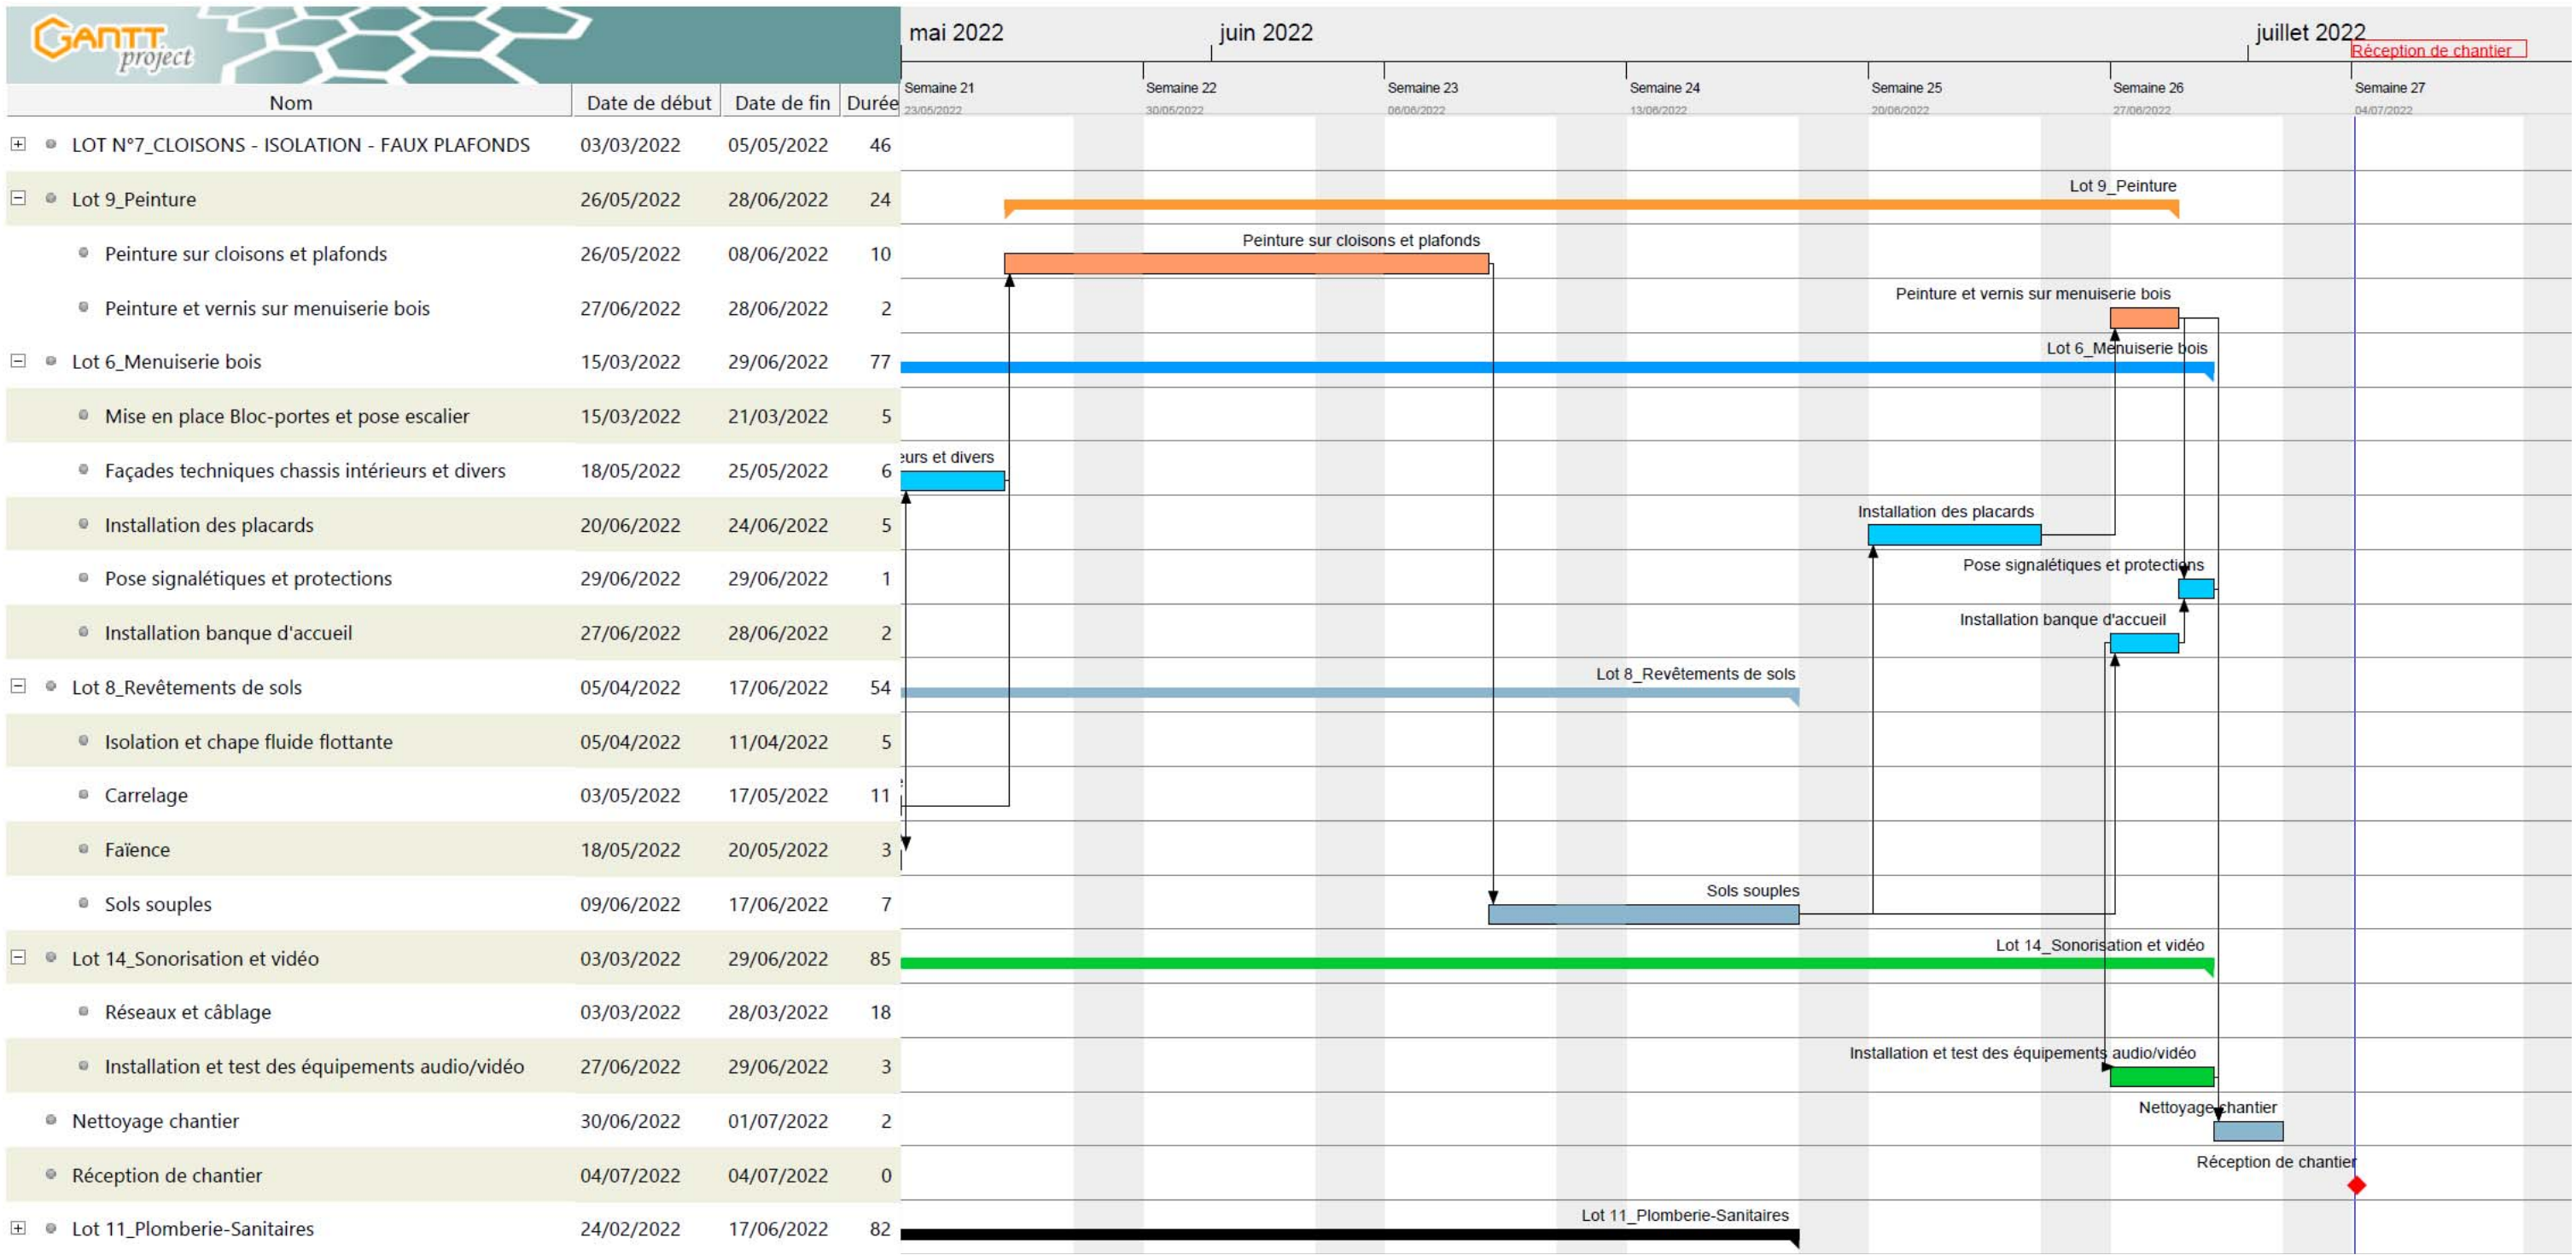 GANTT
project
mai 2022
juin 2022
juillet 2022
Réception de chantier
Nom Date de début Date de fin Durée
Semaine 21 Semaine 22 Semaine 23 Semaine 24 Semaine 25 Semaine 26 Semaine 27
23/05/2022 30/05/2022 06/06/2022 13/06/2022 20/06/2022 27/06/2022 04/07/2022
LOT N°7_CLOISONS - ISOLATION - FAUX PLAFONDS 03/03/2022 05/05/2022 46
Lot 9_Peinture
Lot 9_Peinture 26/05/2022 28/06/2022 24
Peinture sur cloisons et plafonds
Peinture sur cloisons et plafonds 26/05/2022 08/06/2022 10
Peinture et vernis sur menuiserie bois
Peinture et vernis sur menuiserie bois 27/06/2022 28/06/2022 2
Lot 6_Menuiserie bois
Lot 6_Menuiserie bois 15/03/2022 29/06/2022 77
Mise en place Bloc-portes et pose escalier 15/03/2022 21/03/2022 5
eurs et divers
Façades techniques chassis intérieurs et divers 18/05/2022 25/05/2022 6
Installation des placards
Installation des placards 20/06/2022 24/06/2022 5
Pose signalétiques et protections
Pose signalétiques et protections 29/06/2022 29/06/2022 1
Installation banque d'accueil
Installation banque d'accueil 27/06/2022 28/06/2022 2
Lot 8_Revêtements de sols
Lot 8_Revêtements de sols 05/04/2022 17/06/2022 54
Isolation et chape fluide flottante 05/04/2022 11/04/2022 5
Carrelage 03/05/2022 17/05/2022 11
Faïence 18/05/2022 20/05/2022 3
Sols souples
Sols souples 09/06/2022 17/06/2022 7
Lot 14_Sonorisation et vidéo
Lot 14_Sonorisation et vidéo 03/03/2022 29/06/2022 85
Réseaux et câblage 03/03/2022 28/03/2022 18
Installation et test des équipements audio/vidéo
Installation et test des équipements audio/vidéo 27/06/2022 29/06/2022 3
Nettoyage chantier
Nettoyage chantier 30/06/2022 01/07/2022 2
Réception de chantier
Réception de chantier 04/07/2022 04/07/2022 0
Lot 11_Plomberie-Sanitaires
Lot 11_Plomberie-Sanitaires 24/02/2022 17/06/2022 82